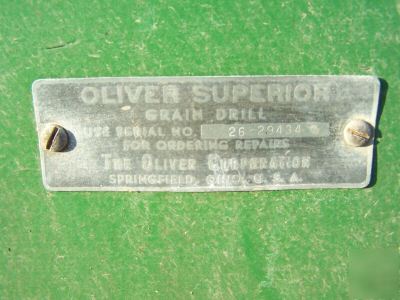 OLIVER SUPERIOR
GRAIN DRILL
USE SERIAL NO. 26-29434
FOR ORDERING REPAIRS
THE OLIVER CORPORATION
SPRINGFIELD, OHIO, U. S. A.